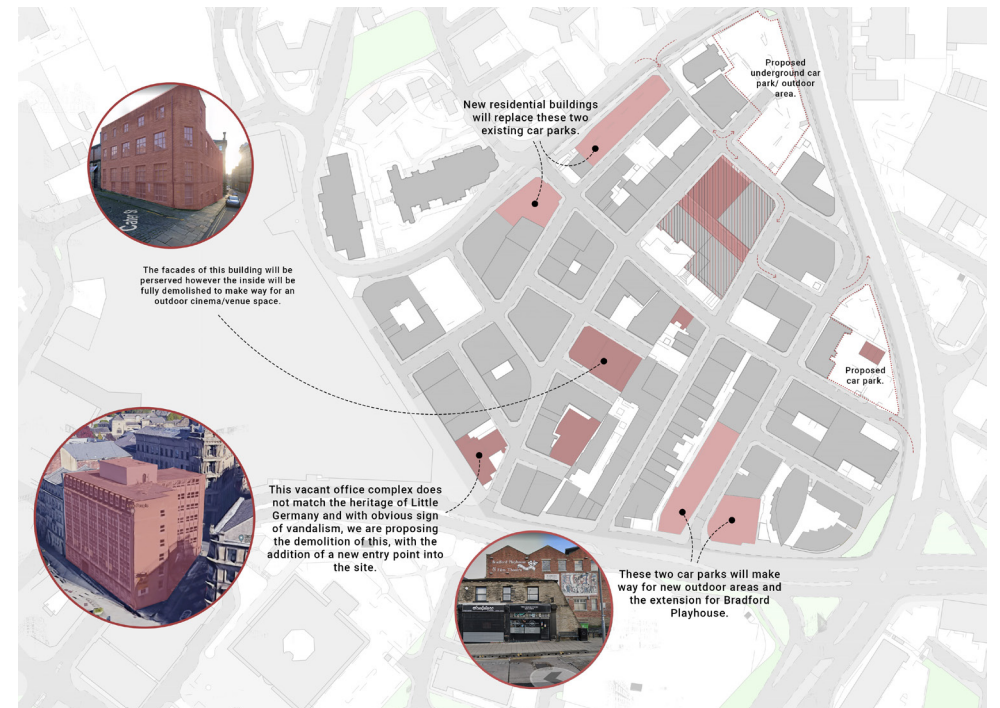 Proposed
underground car
park/ outdoor
area.
New residential buildings
will replace these two
existing car parks.
Cater St
The facades of this building will be
perserved however the inside will be
fully demolished to make way for an
outdoor cinema/venue space.
Proposed
car park.
This vacant office complex does
not match the heritage of Little
Germany and with obvious sign
of vandalism, we are proposing
the demolition of this, with the
addition of a new entry point into
the site.
These two car parks will make
way for new outdoor areas and
the extension for Bradford
Playhouse.